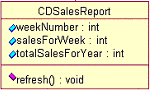 CDSalesReport
weekNumber : int
salesForWeek : int
totalSalesForYear : int
refresh() : void